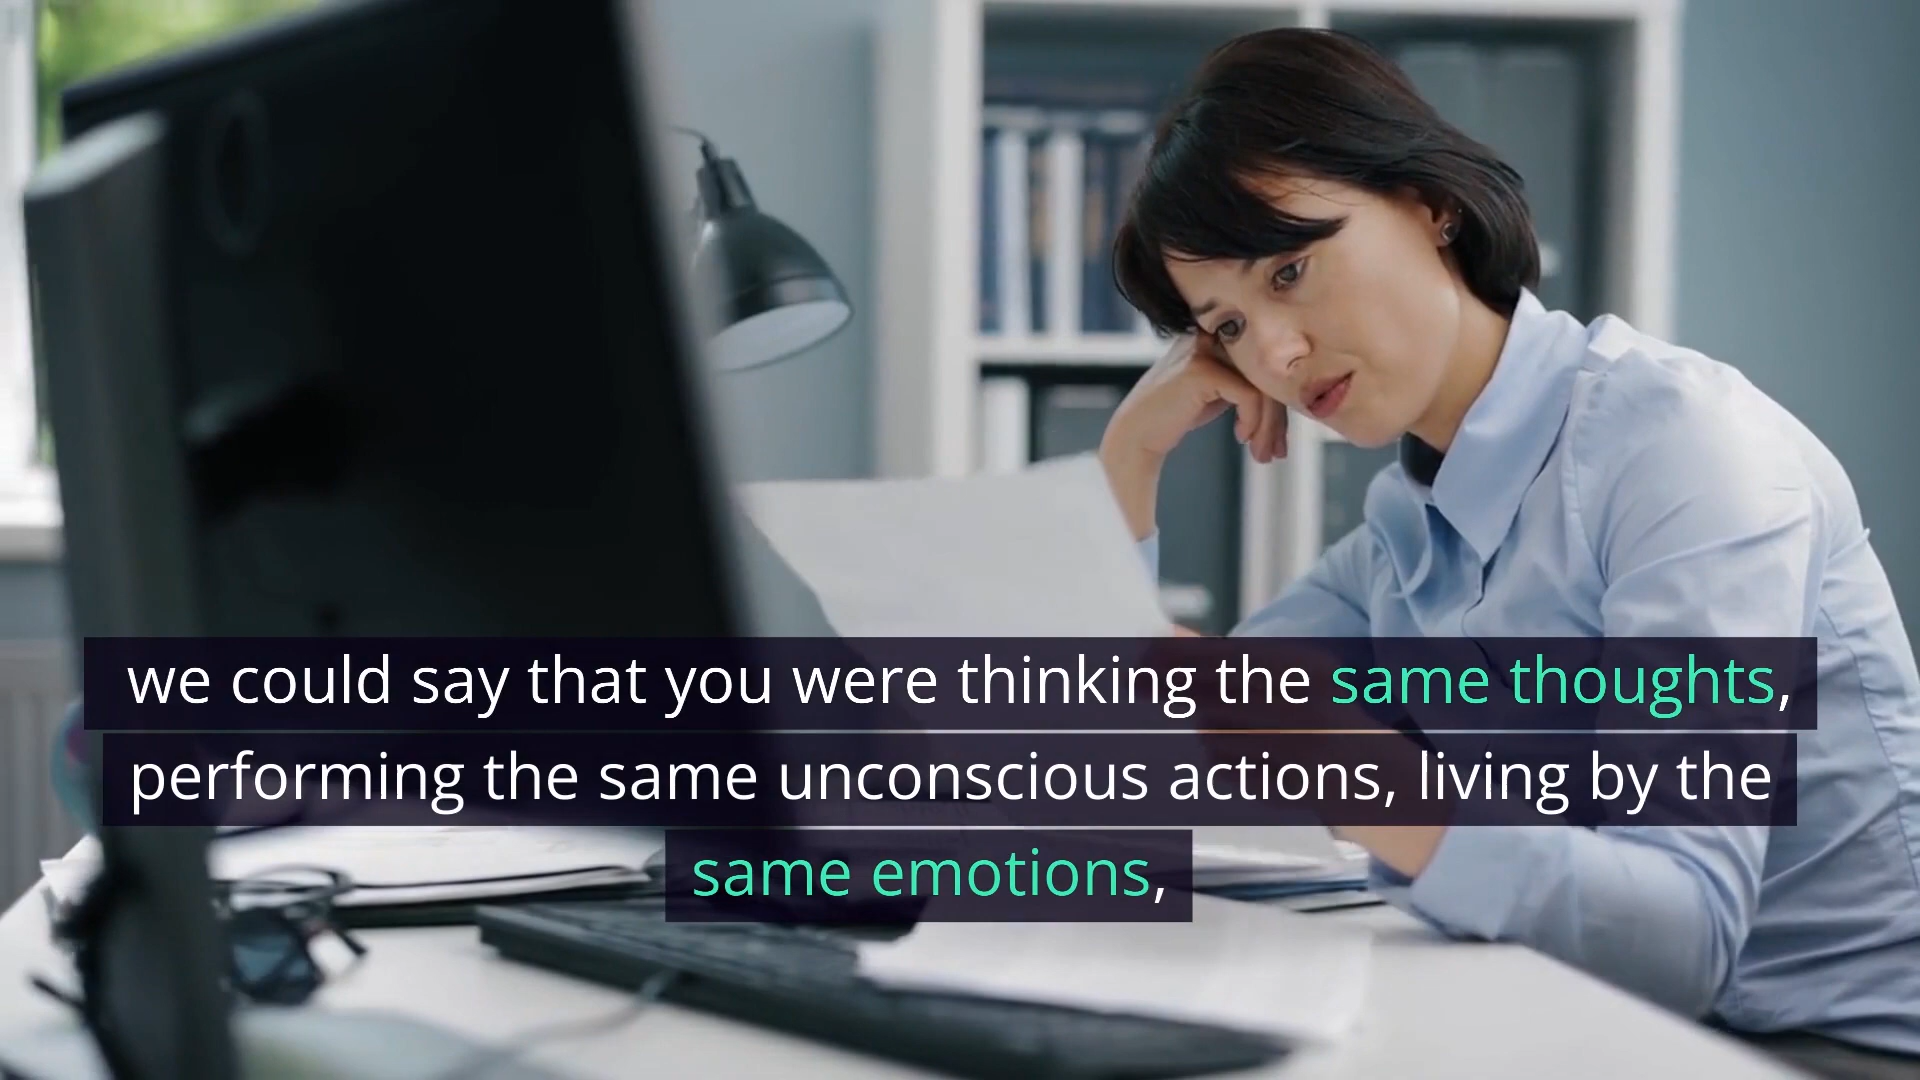 we could say that you were thinking the same thoughts,
performing the same unconscious actions, living by the
same emotions,